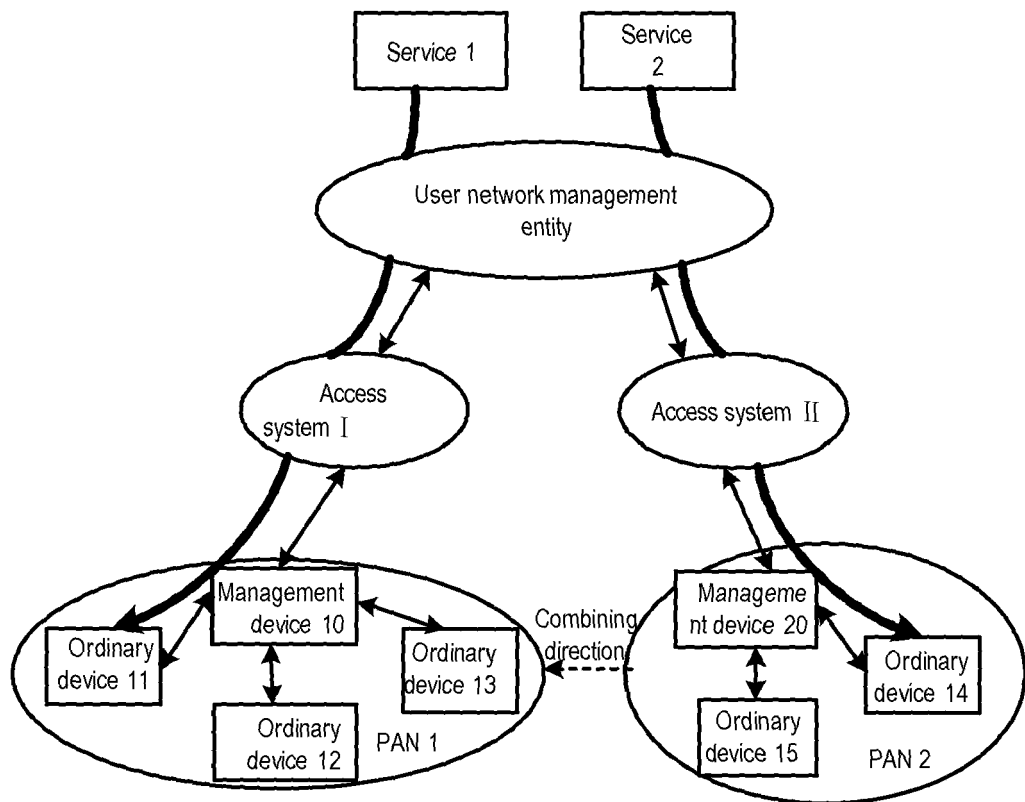 Service 1
Service
2
User network management
entity
Access
system I
Access system II
Management
device 10
Ordinary
device 11
Ordinary
device 13
Ordinary
device 12
PAN 1
Combining
direction
Manageme
nt device 20
Ordinary
device 14
Ordinary
device 15
PAN 2